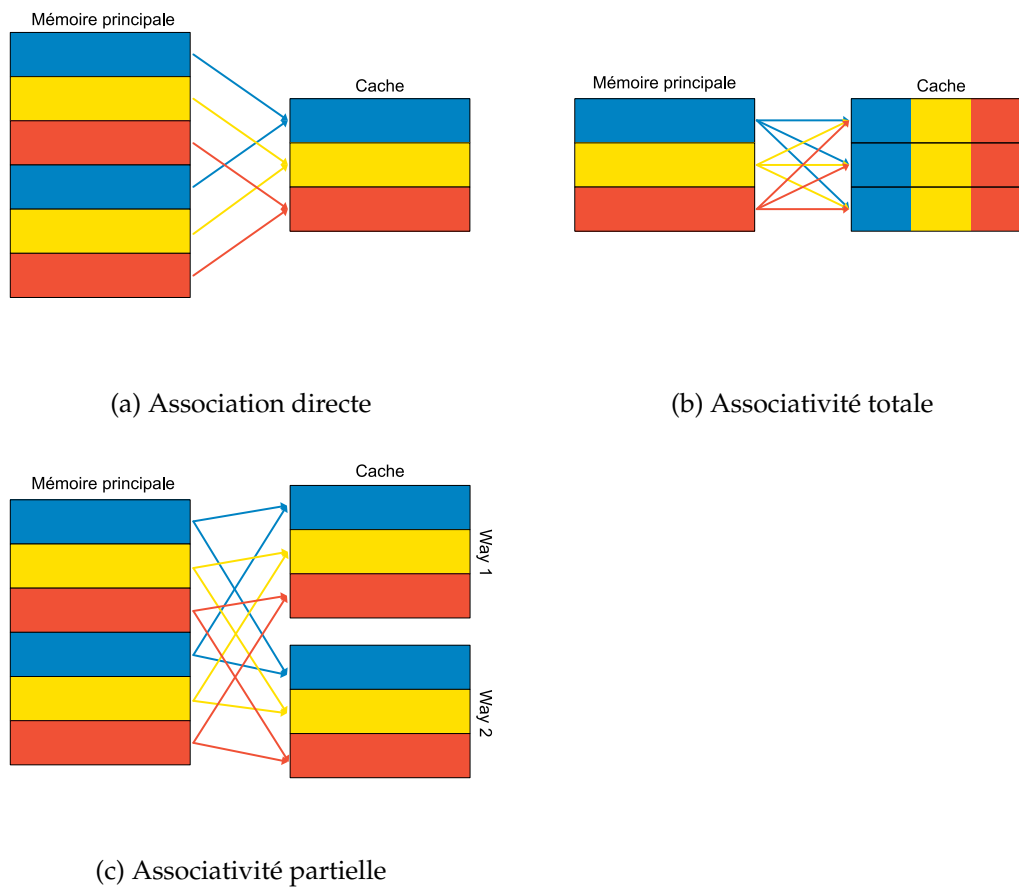 Mémoire principale
Cache
Mémoire principale
Cache
(a) Association directe
(b) Associativité totale
Mémoire principale
Cache
Way 1
Way 2
(c) Associativité partielle